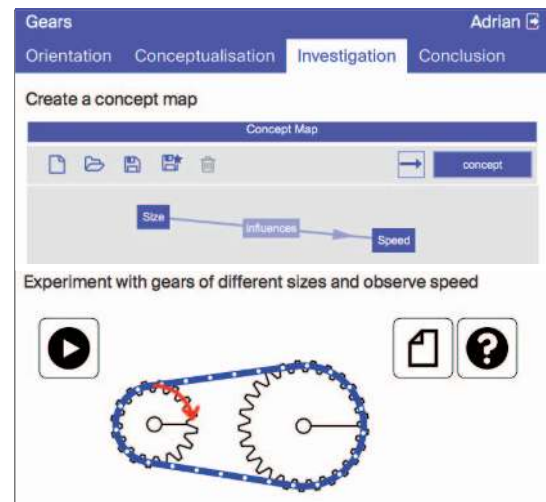 Gears Adrian
Orientation Conceptualisation Investigation Conclusion
Create a concept map
Concept Map
concept
Size
Influences
Speed
Experiment with gears of different sizes and observe speed
?